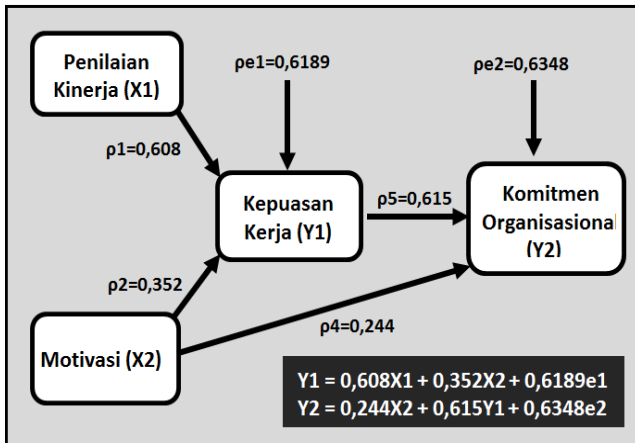 Penilaian
Kinerja (X1)
ρe1=0,6189
ρe2=0,6348
ρ1=0,608
Kepuasan
Kerja (Y1)
ρ5=0,615
Komitmen
Organisasional
(Y2)
ρ2=0,352
ρ4=0,244
Motivasi (X2)
Y1 = 0,608X1 + 0,352X2 + 0,6189e1
Y2 = 0,244X2 + 0,615Y1 + 0,6348e2